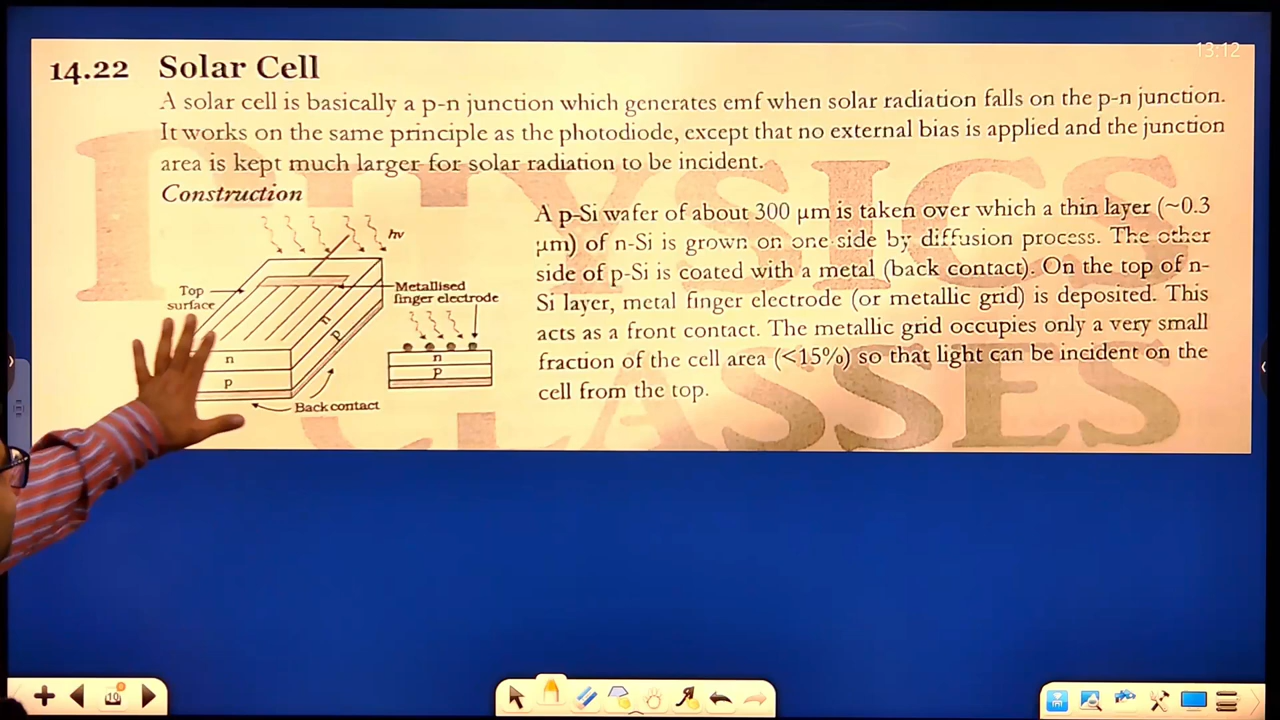 13:12
14.22 Solar Cell
A solar cell is basically a p-n junction which generates emf when solar radiation falls on the p-n junction.
It works on the same principle as the photodiode, except that no external bias is applied and the junction
area is kept much larger for solar radiation to be incident.
Construction
hν
Top
surface
Metallised
finger electrode
n
p
n
p
n
p
Back contact
A p-Si wafer of about 300 µm is taken over which a thin layer (~0.3
µm) of n-Si is grown on one side by diffusion process. The other
side of p-Si is coated with a metal (back contact). On the top of n-
Si layer, metal finger electrode (or metallic grid) is deposited. This
acts as a front contact. The metallic grid occupies only a very small
fraction of the cell area (<15%) so that light can be incident on the
cell from the top.
PHYSICS
CLASSES
10